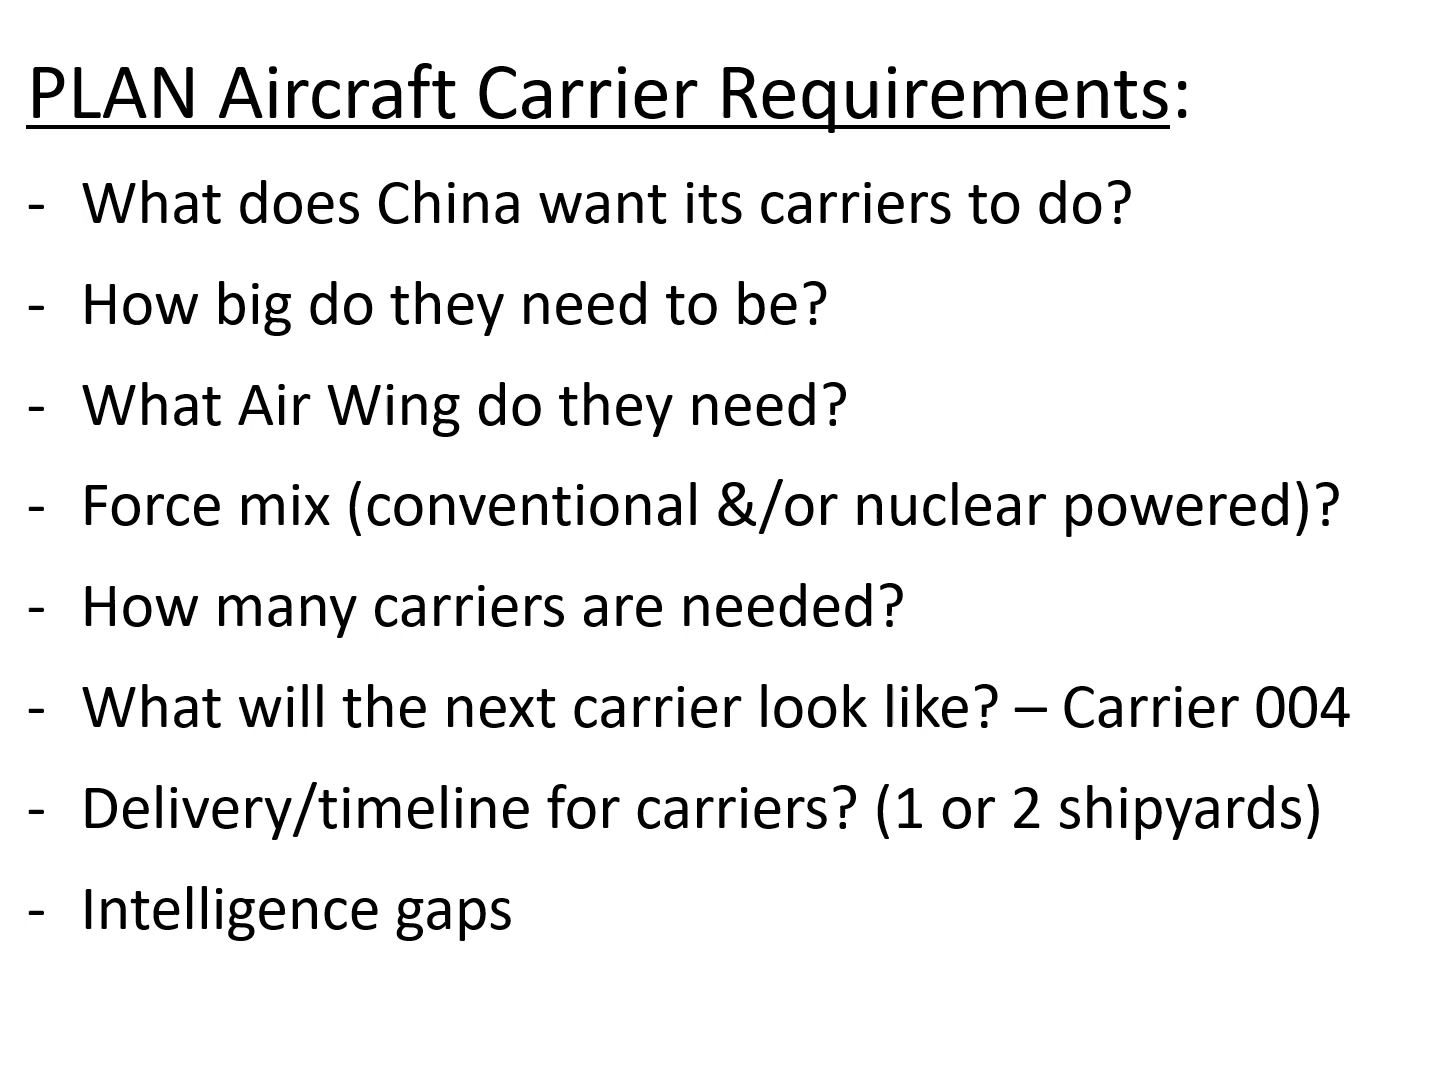 PLAN Aircraft Carrier Requirements:
- What does China want its carriers to do?
- How big do they need to be?
- What Air Wing do they need?
- Force mix (conventional &/or nuclear powered)?
- How many carriers are needed?
- What will the next carrier look like? – Carrier 004
- Delivery/timeline for carriers? (1 or 2 shipyards)
- Intelligence gaps